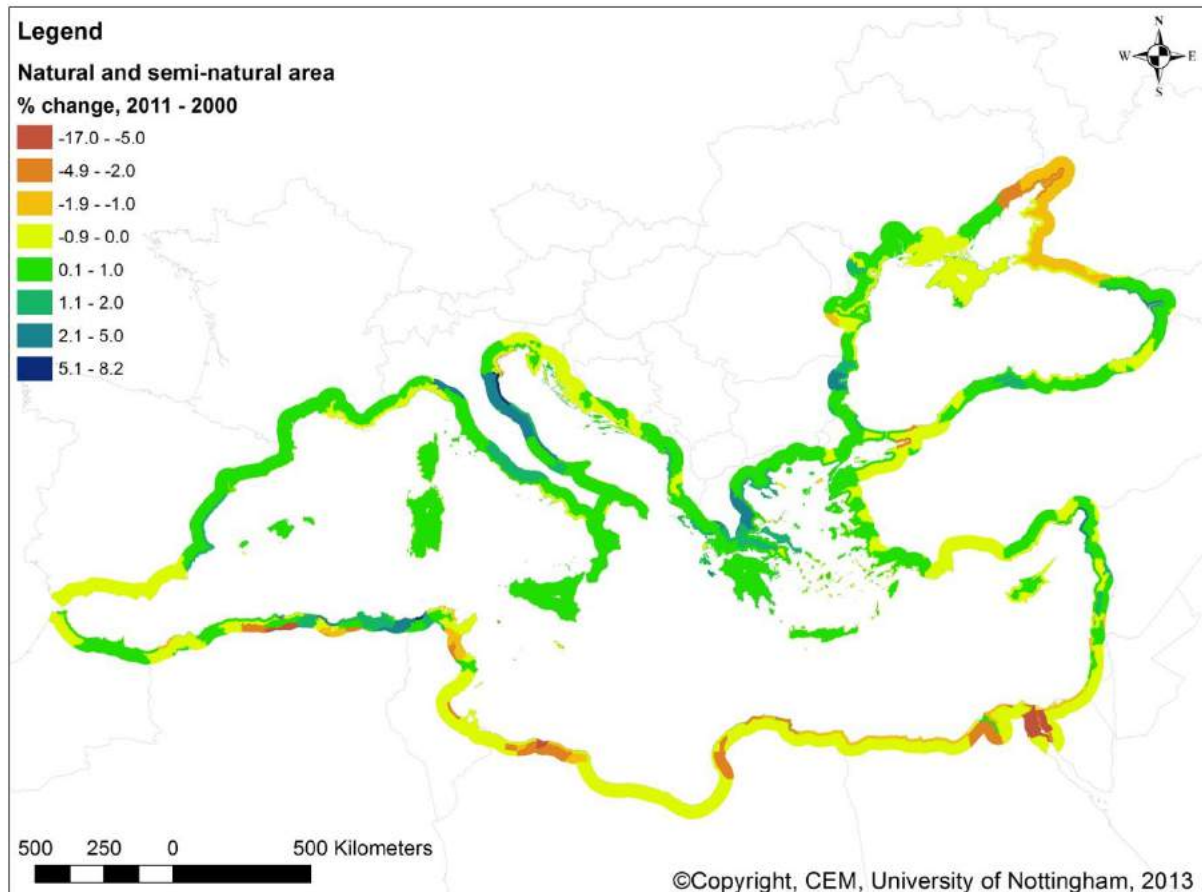 Legend
Natural and semi-natural area
% change, 2011 - 2000
-17.0 - -5.0
-4.9 - -2.0
-1.9 - -1.0
-0.9 - 0.0
0.1 - 1.0
1.1 - 2.0
2.1 - 5.0
5.1 - 8.2
N
W E
S
500 250 0 500 Kilometers
©Copyright, CEM, University of Nottingham, 2013